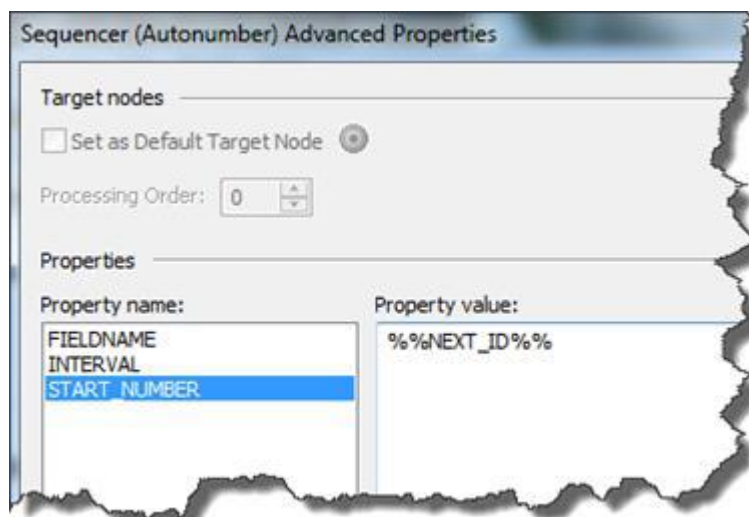 Sequencer (Autonumber) Advanced Properties
Target nodes
Set as Default Target Node
Processing Order: 0
Properties
Property name:
Property value:
FIELDNAME
INTERVAL
START_NUMBER
%%NEXT_ID%%